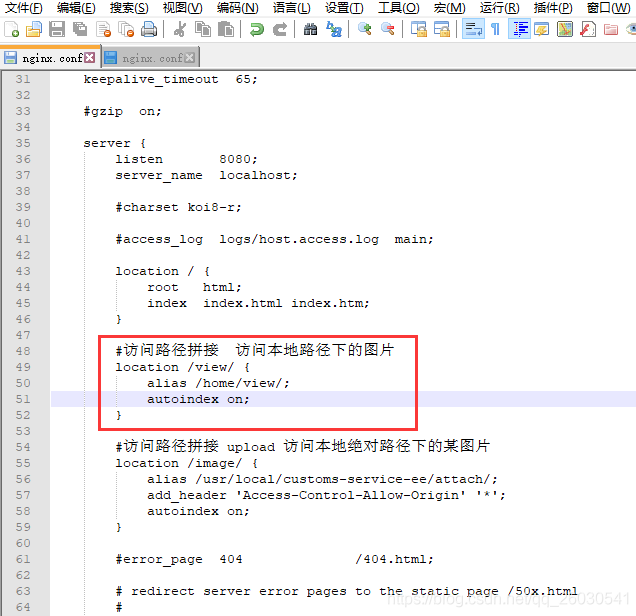 文件(F) 编辑(E) 搜索(S) 视图(V) 编码(N) 语言(L) 设置(T) 工具(O) 宏(M) 运行(R) 插件(P) 窗口(W)
nginx.conf nginx.conf
31 keepalive_timeout 65;
32
33 #gzip on;
34
35 server {
36 listen 8080;
37 server_name localhost;
38
39 #charset koi8-r;
40
41 #access_log logs/host.access.log main;
42
43 location / {
44 root html;
45 index index.html index.htm;
46 }
47
48 #访问路径拼接 访问本地路径下的图片
49 location /view/ {
50 alias /home/view/;
51 autoindex on;
52 }
53
54 #访问路径拼接 upload 访问本地绝对路径下的某图片
55 location /image/ {
56 alias /usr/local/customs-service-ee/attach/;
57 add_header 'Access-Control-Allow-Origin' '*';
58 autoindex on;
59 }
60
61 #error_page 404 /404.html;
62
63 # redirect server error pages to the static page /50x.html
64 #
https://blog.csdn.net/qq_26030541